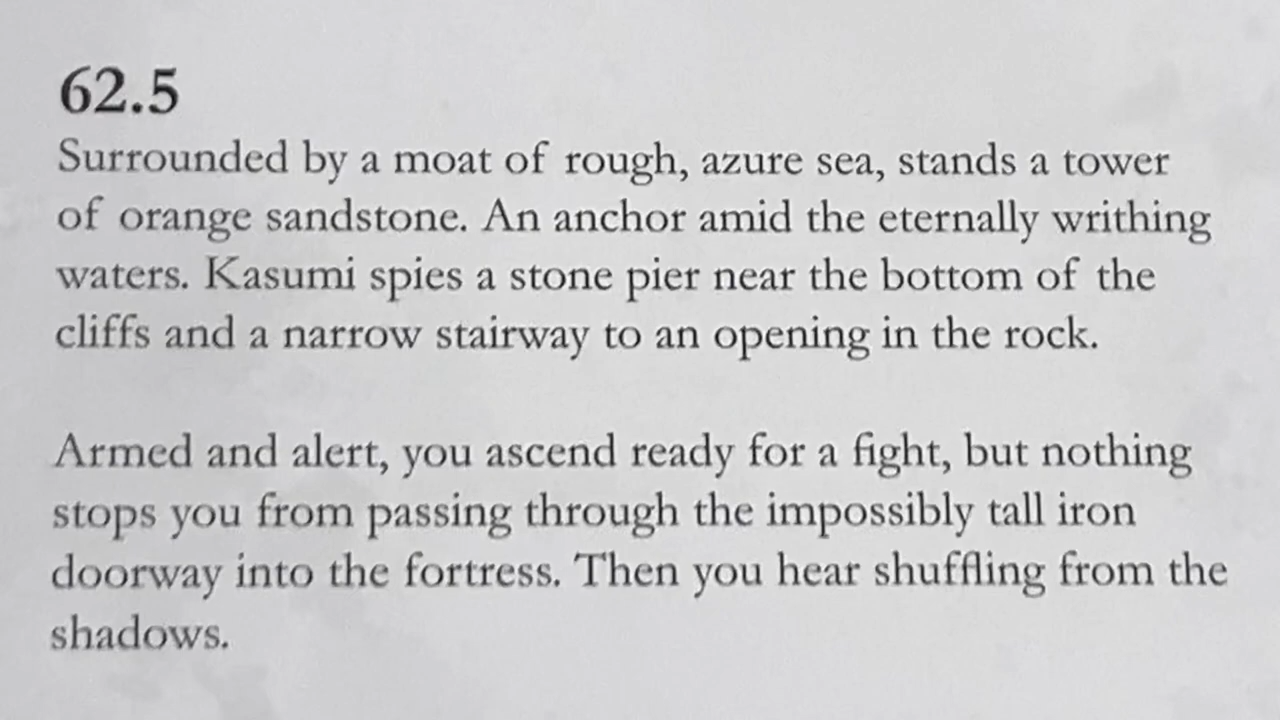 62.5
Surrounded by a moat of rough, azure sea, stands a tower
of orange sandstone. An anchor amid the eternally writhing
waters. Kasumi spies a stone pier near the bottom of the
cliffs and a narrow stairway to an opening in the rock.
Armed and alert, you ascend ready for a fight, but nothing
stops you from passing through the impossibly tall iron
doorway into the fortress. Then you hear shuffling from the
shadows.